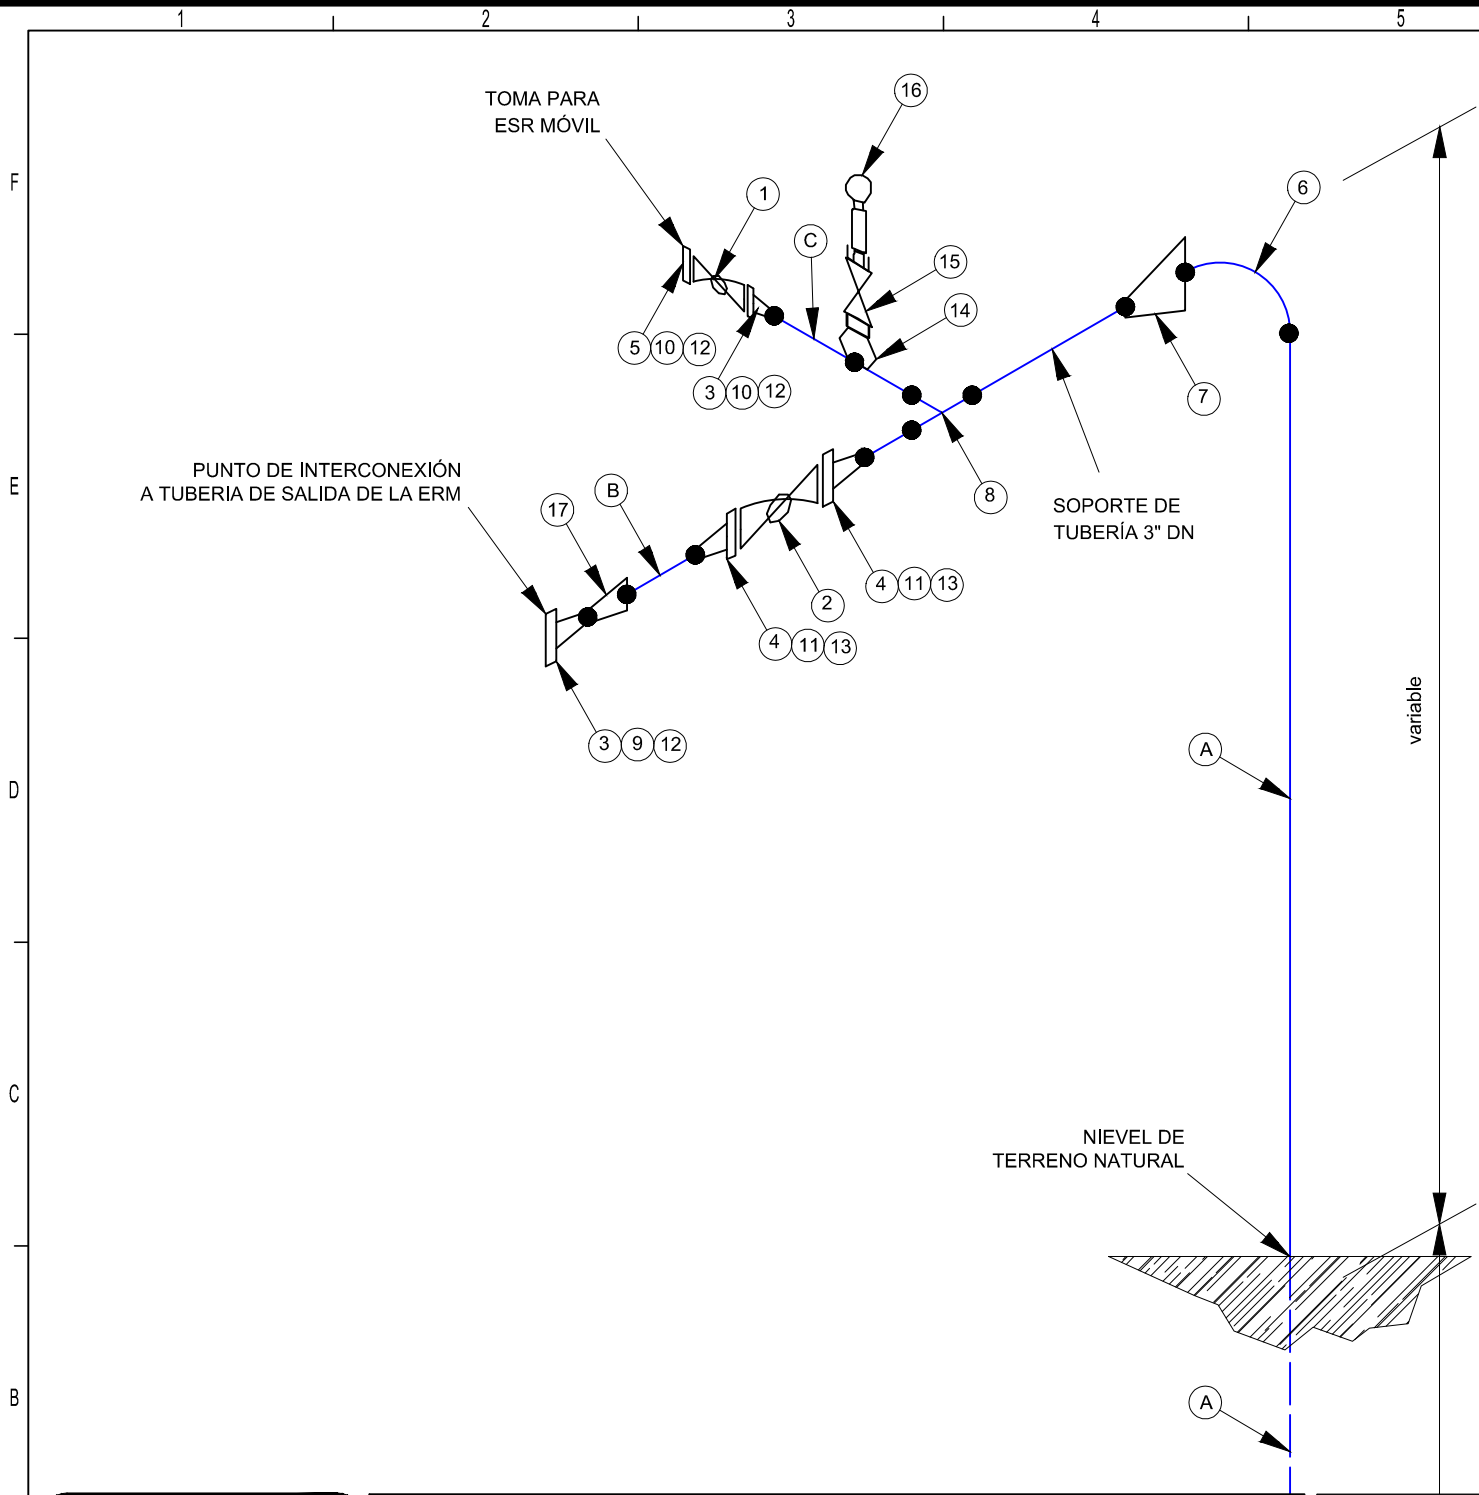 1 2 3 4 5
F
E
D
C
B
TOMA PARA
ESR MÓVIL
16
1
6
C
15
14
5 10 12
3 10 12
7
PUNTO DE INTERCONEXIÓN
A TUBERIA DE SALIDA DE LA ERM
B
17
8
SOPORTE DE
TUBERÍA 3" DN
4 11 13
2
4 11 13
3 9 12
variable
A
NIEVEL DE
TERRENO NATURAL
A